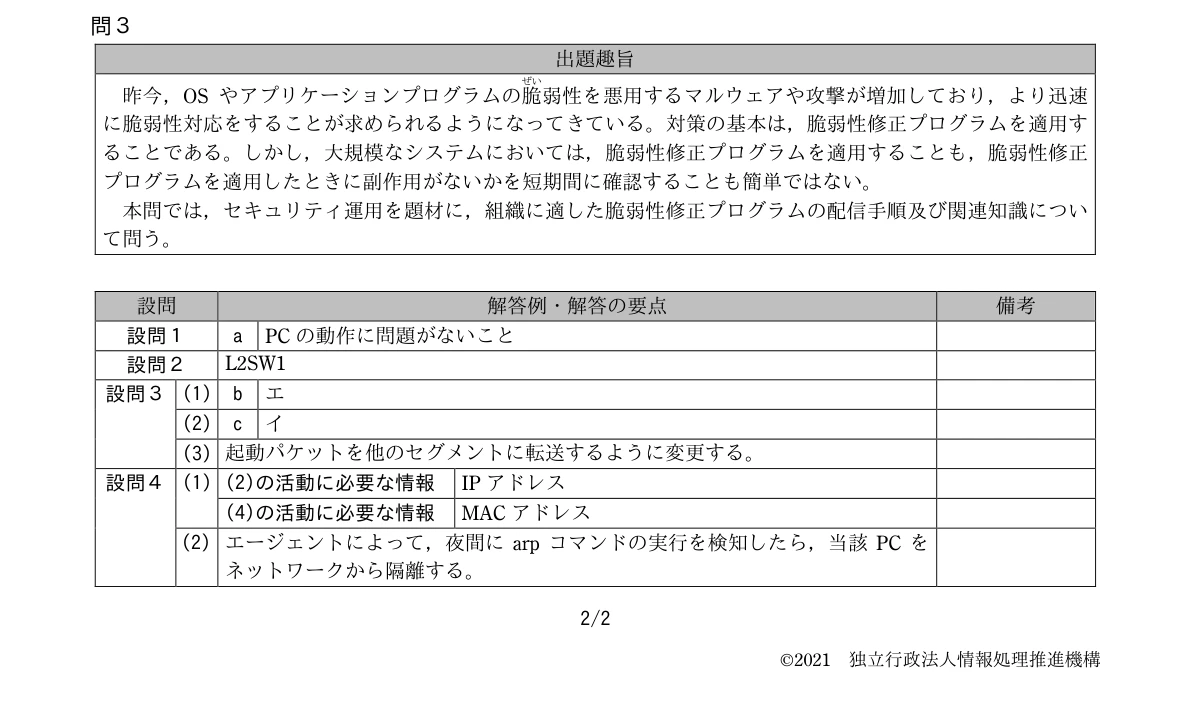 問3
出題趣旨
昨今，OS やアプリケーションプログラムの脆弱性を悪用するマルウェアや攻撃が増加しており，より迅速
ぜい
に脆弱性対応をすることが求められるようになってきている。対策の基本は，脆弱性修正プログラムを適用す
ることである。しかし，大規模なシステムにおいては，脆弱性修正プログラムを適用することも，脆弱性修正
プログラムを適用したときに副作用がないかを短期間に確認することも簡単ではない。
本問では，セキュリティ運用を題材に，組織に適した脆弱性修正プログラムの配信手順及び関連知識につい
て問う。
設問 解答例・解答の要点 備考
設問1 a PC の動作に問題がないこと
設問2 L2SW1
設問3 (1) b エ
(2) c イ
(3) 起動パケットを他のセグメントに転送するように変更する。
設問4 (1) (2)の活動に必要な情報 IP アドレス
(4)の活動に必要な情報 MAC アドレス
(2) エージェントによって，夜間に arp コマンドの実行を検知したら，当該 PC を
ネットワークから隔離する。
2/2
©2021 独立行政法人情報処理推進機構